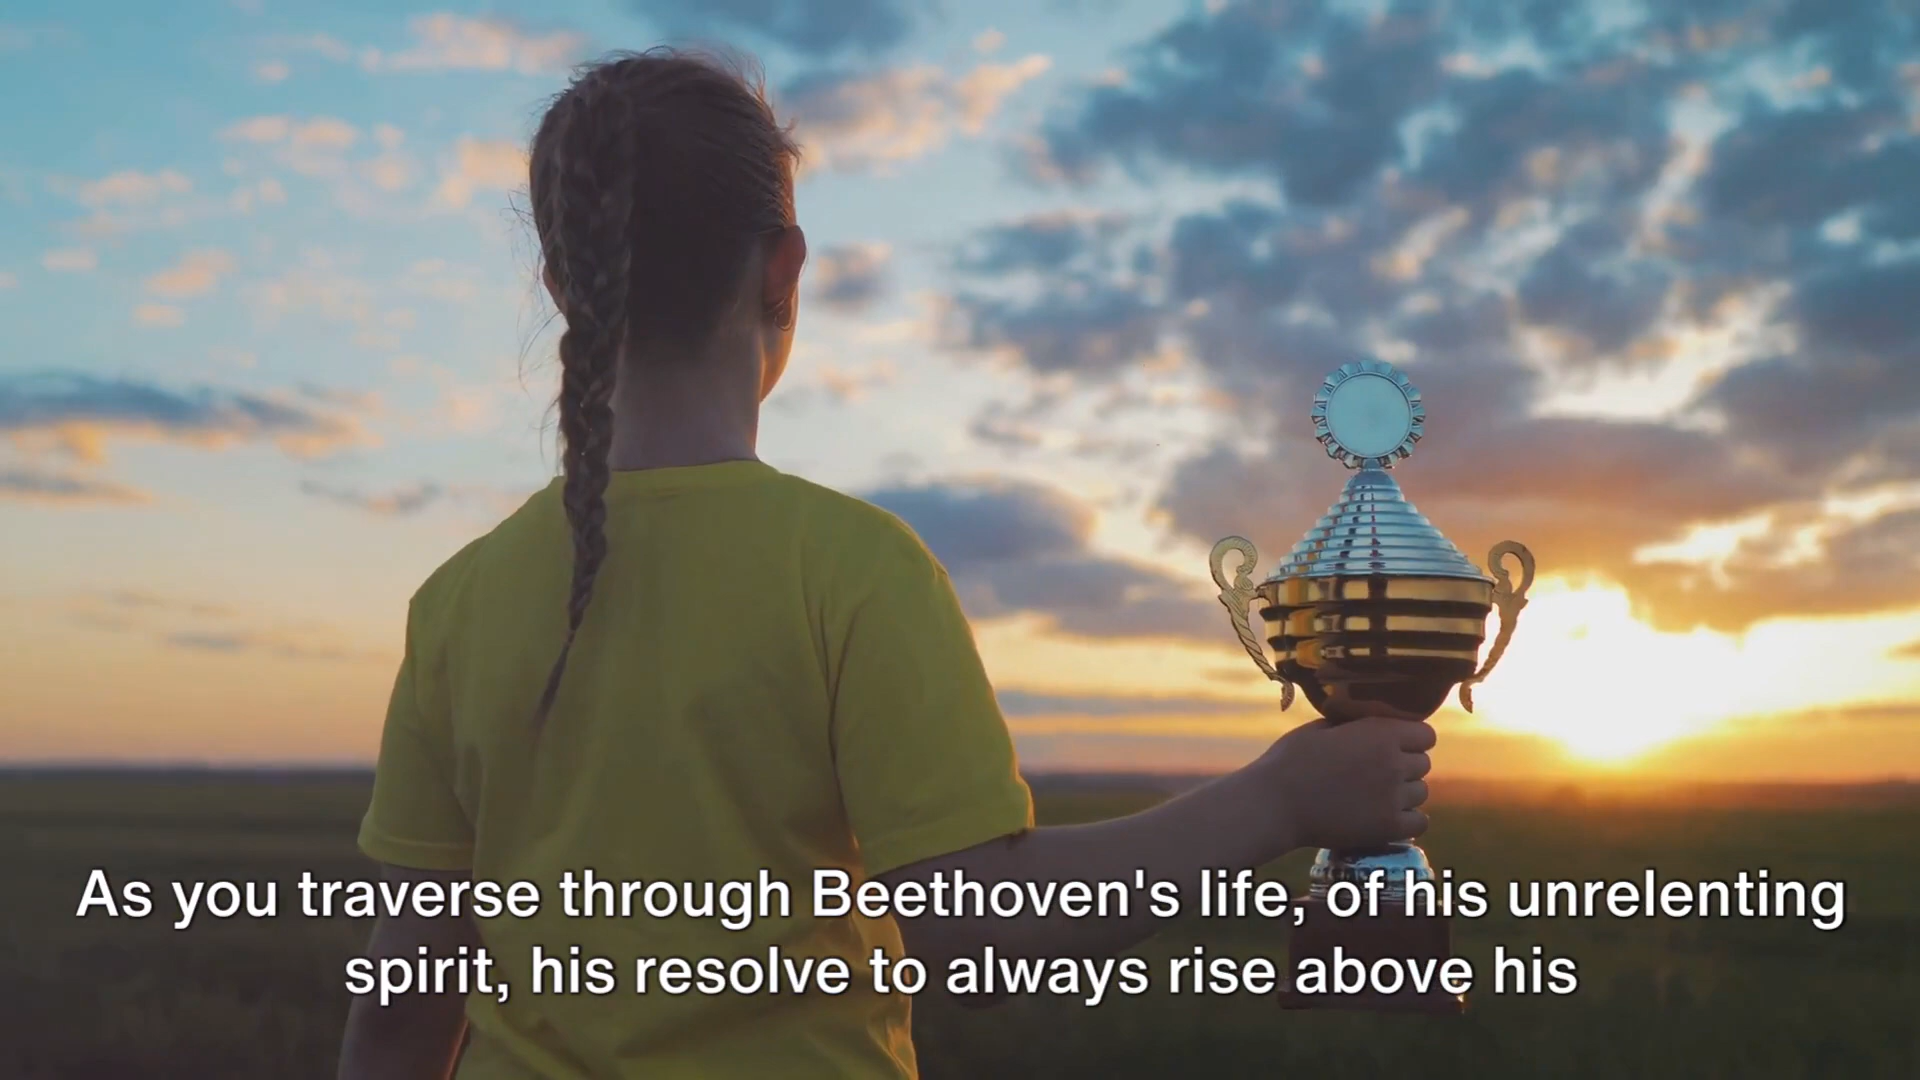 As you traverse through Beethoven's life, of his unrelenting
spirit, his resolve to always rise above his